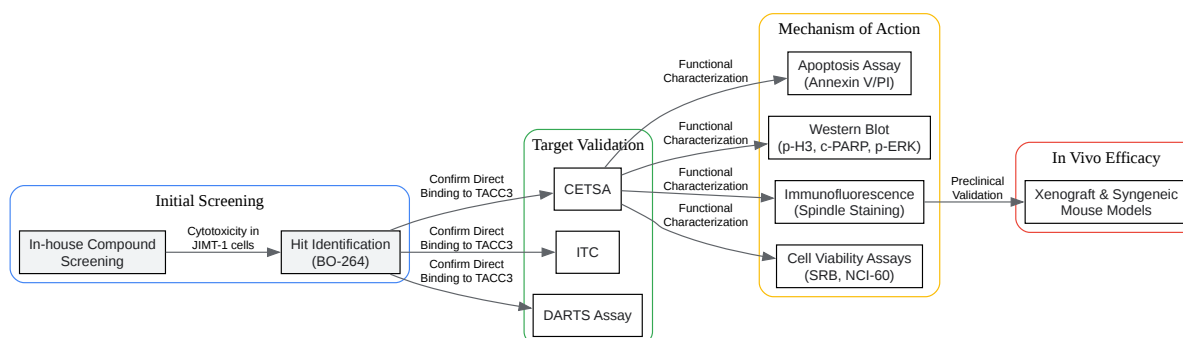 Initial Screening
In-house Compound
Screening
Cytotoxicity in
JIMT-1 cells
Hit Identification
(BO-264)
Confirm Direct
Binding to TACC3
Confirm Direct
Binding to TACC3
Confirm Direct
Binding to TACC3
Target Validation
CETSA
ITC
DARTS Assay
Functional
Characterization
Functional
Characterization
Functional
Characterization
Functional
Characterization
Mechanism of Action
Apoptosis Assay
(Annexin V/PI)
Western Blot
(p-H3, c-PARP, p-ERK)
Immunofluorescence
(Spindle Staining)
Cell Viability Assays
(SRB, NCI-60)
Preclinical
Validation
In Vivo Efficacy
Xenograft & Syngeneic
Mouse Models